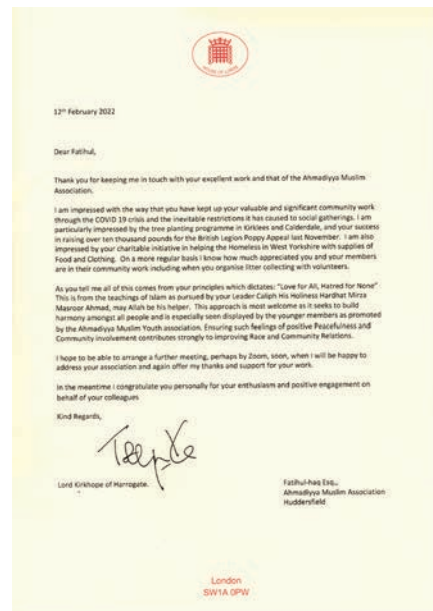 HOUSE OF LORDS
12th February 2022
Dear Fatihul,
Thank you for keeping me in touch with your excellent work and that of the Ahmadiyya Muslim
Association.
I am impressed with the way that you have kept up your valuable and significant community work
through the COVID 19 crisis and the inevitable restrictions it has caused to social gatherings. I am
particularly impressed by the tree planting programme in Kirklees and Calderdale, and your success
in raising over ten thousand pounds for the British Legion Poppy Appeal last November. I am also
impressed by your charitable initiative in helping the Homeless in West Yorkshire with supplies of
Food and Clothing. On a more regular basis I know how much appreciated you and your members
are in their community work including when you organise litter collecting with volunteers.
As you tell me all of this comes from your principles which dictates: "Love for All, Hatred for None"
This is from the teachings of Islam as pursued by your Leader Caliph His Holiness Hardhat Mirza
Masroor Ahmad, may Allah be his helper. This approach is most welcome as it seeks to build
harmony amongst all people and is especially seen displayed by the younger members as promoted
by the Ahmadiyya Muslim Youth association. Ensuring such feelings of positive Peacefulness and
Community involvement contributes strongly to improving Race and Community Relations.
I hope to be able to arrange a further meeting, perhaps by Zoom, soon, when I will be happy to
address your association and again offer my thanks and support for your work.
In the meantime I congratulate you personally for your enthusiasm and positive engagement on
behalf of your colleagues
Kind Regards,
Lord Kirkhope of Harrogate.
Fatihul-haq Esq.,
Ahmadiyya Muslim Association
Huddersfield
London
SW1A 0PW